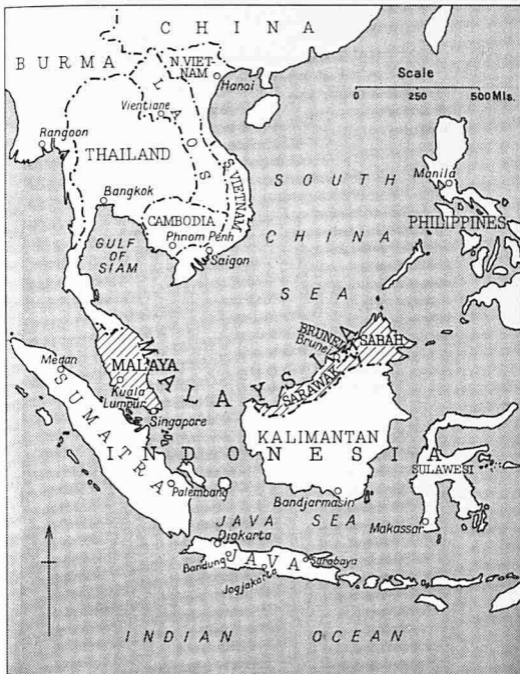 CHINA
BURMA
N.VIET-
NAM
Hanoi
Scale
0 250 500 Mls.
LAOS
Vientiane
Rangoon
THAILAND
S. VIETNAM
Manila
SOUTH
Bangkok
PHILIPPINES
CAMBODIA
Phnom Penh
CHINA
GULF
OF
SIAM
Saigon
SEA
BRUNEI
Brunei
SABAH
MALAYSIA
Medan
MALAYA
SARAWAK
Kuala
Lumpur
Singapore
SUMATRA
KALIMANTAN
INDONESIA
SULAWESI
Palembang
Bandjarmasin
JAVA SEA
Makassar
Djakarta
Bandung
JAVA
Surabaya
Jogjakarta
INDIAN OCEAN